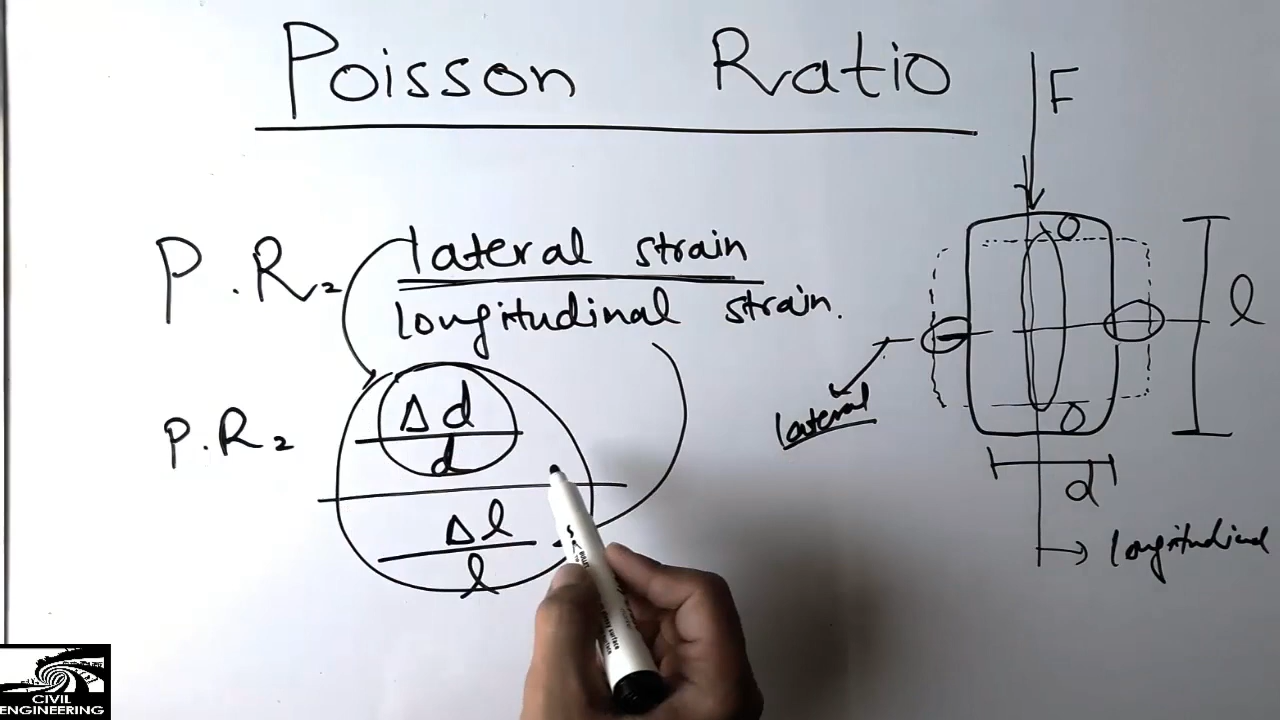 Poisson Ratio
F
P.R = lateral strain
longitudinal strain.
l
P.R = Δd
d
Δl
l
lateral
d
longitudinal
CIVIL
ENGINEERING